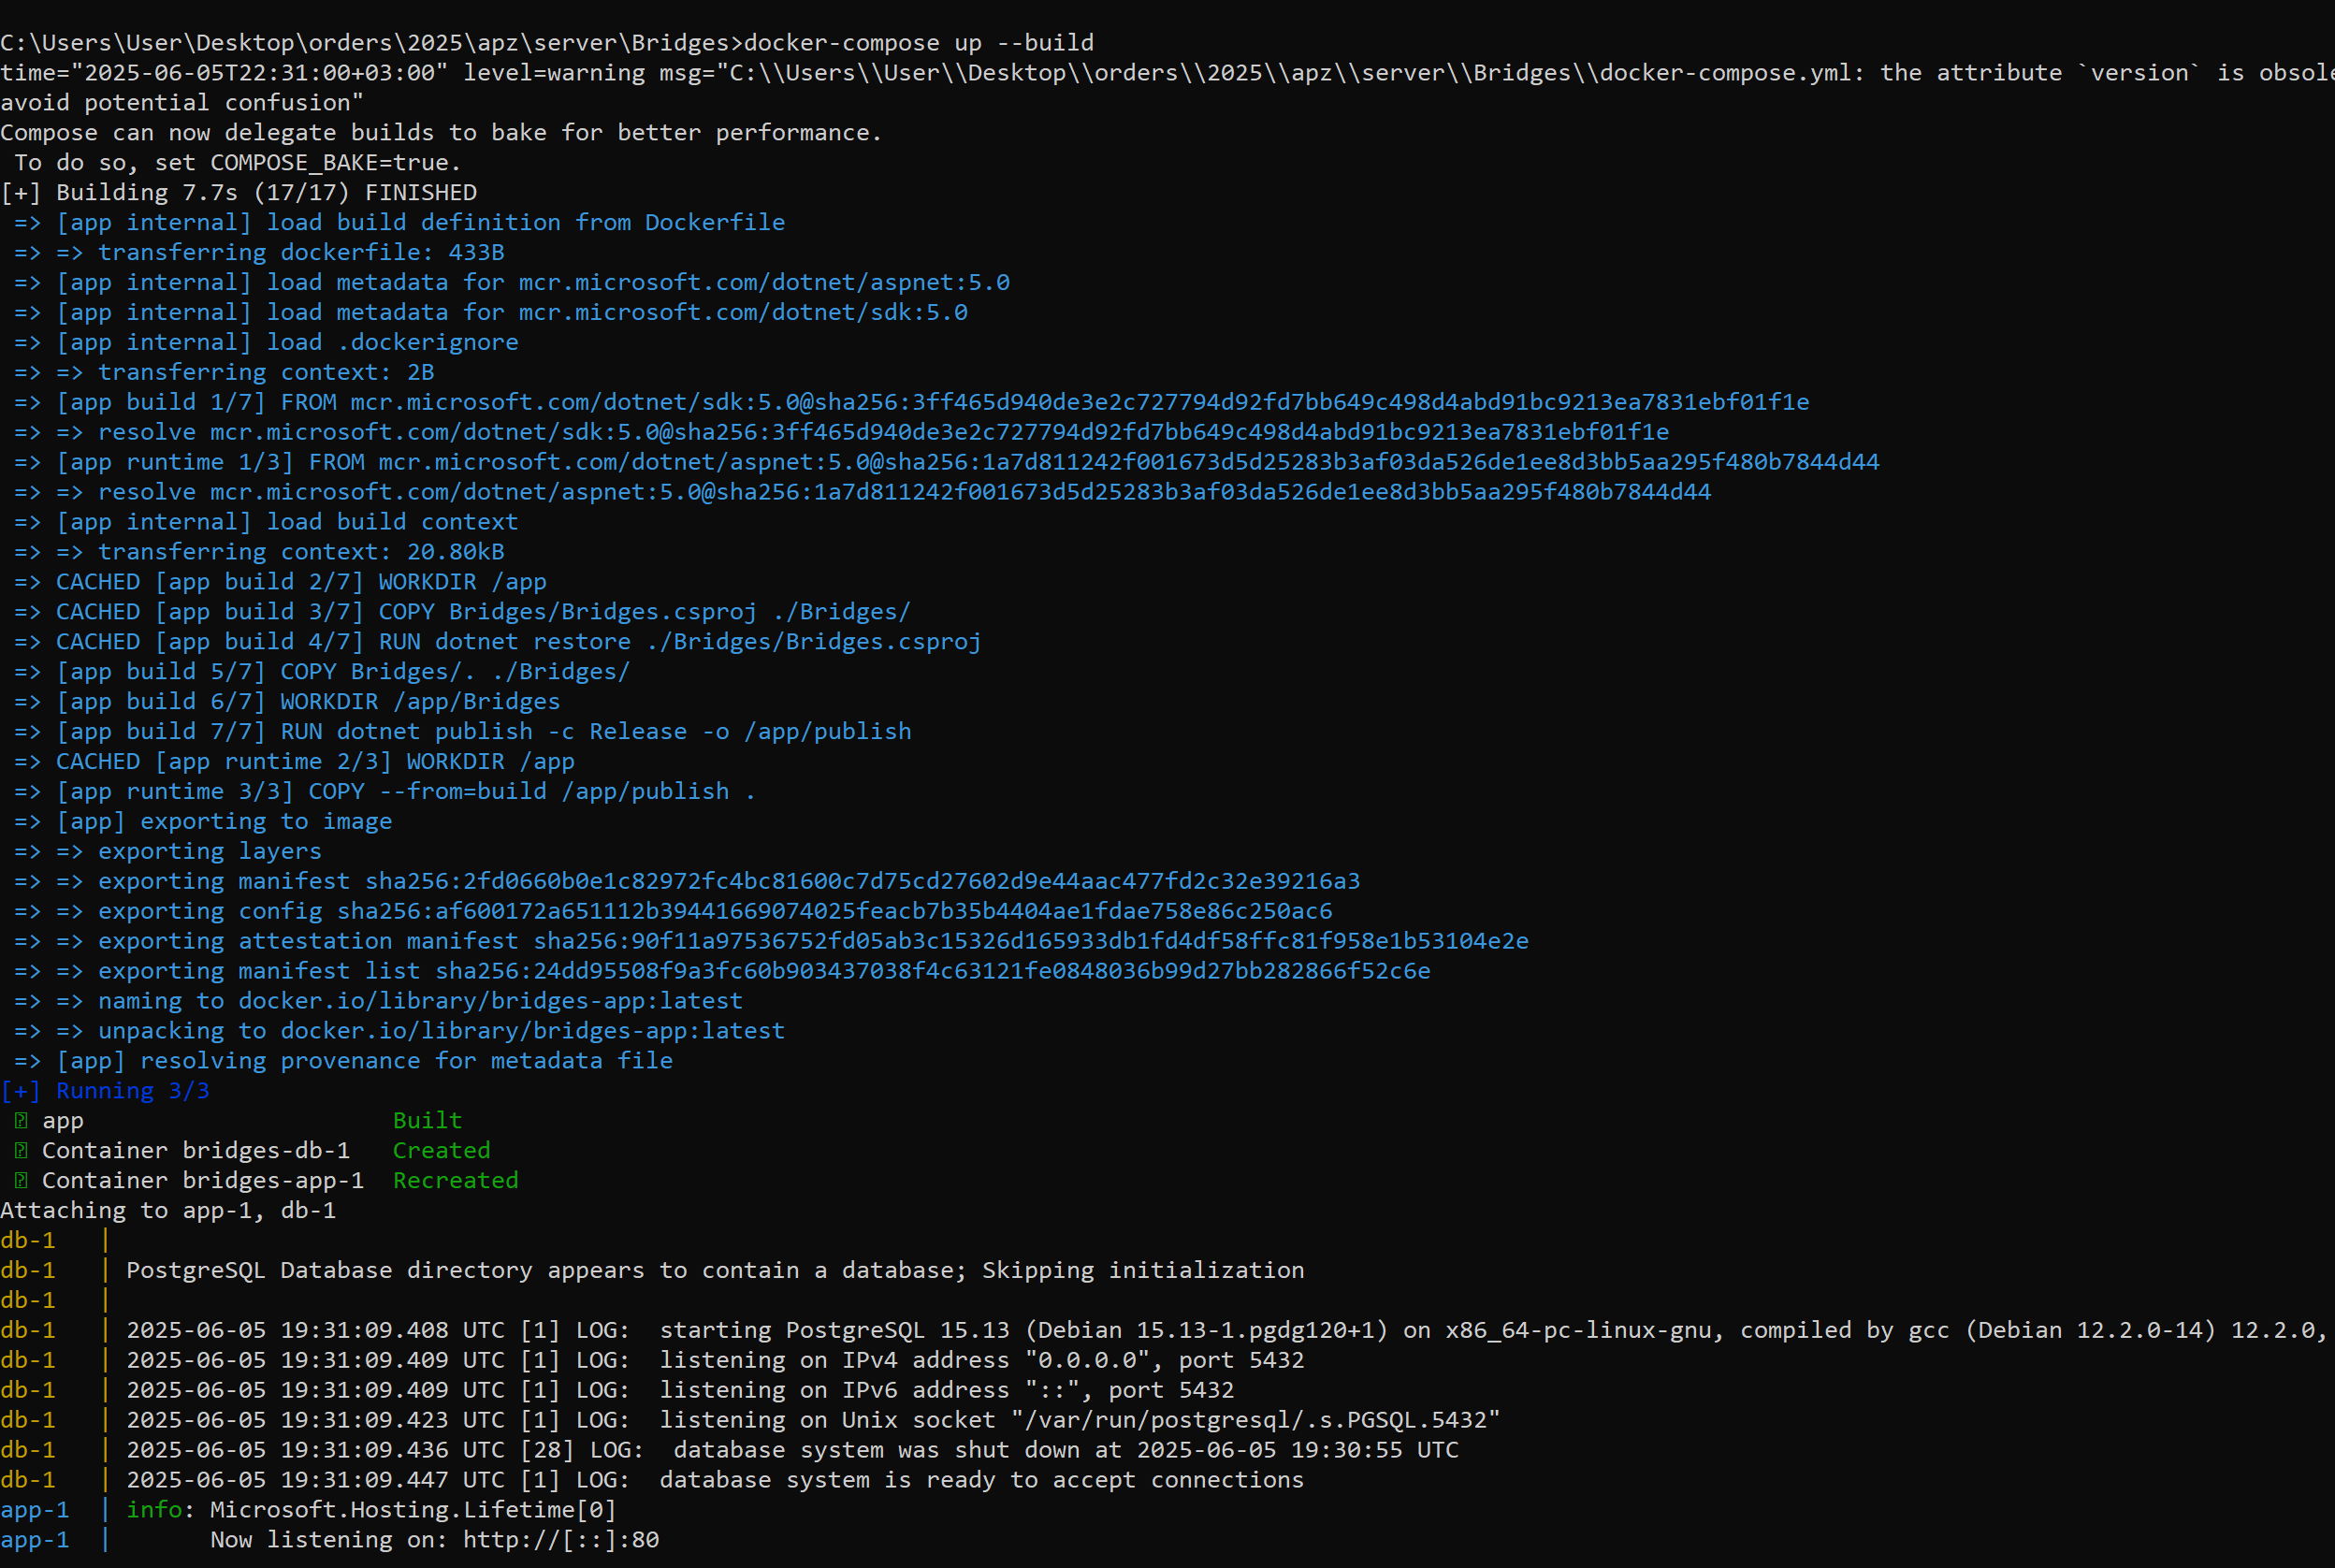 C:\Users\User\Desktop\orders\2025\apz\server\Bridges>docker-compose up --build
time="2025-06-05T22:31:00+03:00" level=warning msg="C:\\Users\\User\\Desktop\\orders\\2025\\apz\\server\\Bridges\\docker-compose.yml: the attribute `version` is obsole
avoid potential confusion"
Compose can now delegate builds to bake for better performance.
 To do so, set COMPOSE_BAKE=true.
[+] Building 7.7s (17/17) FINISHED
 => [app internal] load build definition from Dockerfile
 => => transferring dockerfile: 433B
 => [app internal] load metadata for mcr.microsoft.com/dotnet/aspnet:5.0
 => [app internal] load metadata for mcr.microsoft.com/dotnet/sdk:5.0
 => [app internal] load .dockerignore
 => => transferring context: 2B
 => [app build 1/7] FROM mcr.microsoft.com/dotnet/sdk:5.0@sha256:3ff465d940de3e2c727794d92fd7bb649c498d4abd91bc9213ea7831ebf01f1e
 => => resolve mcr.microsoft.com/dotnet/sdk:5.0@sha256:3ff465d940de3e2c727794d92fd7bb649c498d4abd91bc9213ea7831ebf01f1e
 => [app runtime 1/3] FROM mcr.microsoft.com/dotnet/aspnet:5.0@sha256:1a7d811242f001673d5d25283b3af03da526de1ee8d3bb5aa295f480b7844d44
 => => resolve mcr.microsoft.com/dotnet/aspnet:5.0@sha256:1a7d811242f001673d5d25283b3af03da526de1ee8d3bb5aa295f480b7844d44
 => [app internal] load build context
 => => transferring context: 20.80kB
 => CACHED [app build 2/7] WORKDIR /app
 => CACHED [app build 3/7] COPY Bridges/Bridges.csproj ./Bridges/
 => CACHED [app build 4/7] RUN dotnet restore ./Bridges/Bridges.csproj
 => [app build 5/7] COPY Bridges/. ./Bridges/
 => [app build 6/7] WORKDIR /app/Bridges
 => [app build 7/7] RUN dotnet publish -c Release -o /app/publish
 => CACHED [app runtime 2/3] WORKDIR /app
 => [app runtime 3/3] COPY --from=build /app/publish .
 => [app] exporting to image
 => => exporting layers
 => => exporting manifest sha256:2fd0660b0e1c82972fc4bc81600c7d75cd27602d9e44aac477fd2c32e39216a3
 => => exporting config sha256:af600172a651112b39441669074025feacb7b35b4404ae1fdae758e86c250ac6
 => => exporting attestation manifest sha256:90f11a97536752fd05ab3c15326d165933db1fd4df58ffc81f958e1b53104e2e
 => => exporting manifest list sha256:24dd95508f9a3fc60b903437038f4c63121fe0848036b99d27bb282866f52c6e
 => => naming to docker.io/library/bridges-app:latest
 => => unpacking to docker.io/library/bridges-app:latest
 => [app] resolving provenance for metadata file
[+] Running 3/3
 app Built
 Container bridges-db-1 Created
 Container bridges-app-1 Recreated
Attaching to app-1, db-1
db-1 |
db-1 | PostgreSQL Database directory appears to contain a database; Skipping initialization
db-1 |
db-1 | 2025-06-05 19:31:09.408 UTC [1] LOG:  starting PostgreSQL 15.13 (Debian 15.13-1.pgdg120+1) on x86_64-pc-linux-gnu, compiled by gcc (Debian 12.2.0-14) 12.2.0,
db-1 | 2025-06-05 19:31:09.409 UTC [1] LOG:  listening on IPv4 address "0.0.0.0", port 5432
db-1 | 2025-06-05 19:31:09.409 UTC [1] LOG:  listening on IPv6 address "::", port 5432
db-1 | 2025-06-05 19:31:09.423 UTC [1] LOG:  listening on Unix socket "/var/run/postgresql/.s.PGSQL.5432"
db-1 | 2025-06-05 19:31:09.436 UTC [28] LOG:  database system was shut down at 2025-06-05 19:30:55 UTC
db-1 | 2025-06-05 19:31:09.447 UTC [1] LOG:  database system is ready to accept connections
app-1 | info: Microsoft.Hosting.Lifetime[0]
app-1 |       Now listening on: http://[::]:80